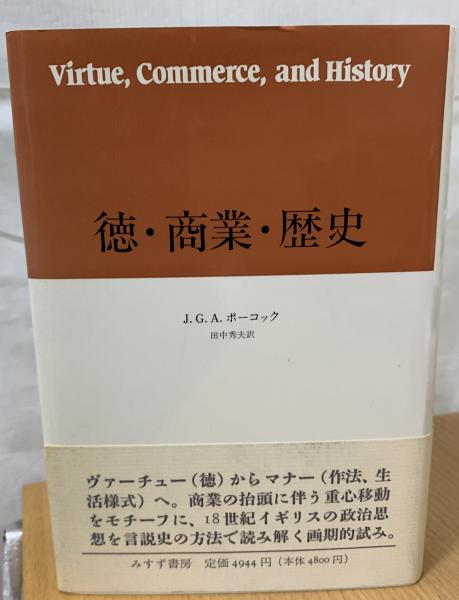 Virtue, Commerce, and History
徳・商業・歴史
J. G. A. ポーコック
田中秀夫訳
ヴァーチュー（徳）からマナー（作法、生
活様式）へ。商業の抬頭に伴う重心移動
をモチーフに、18世紀イギリスの政治思
想を言説史の方法で読み解く画期的試み。
みすず書房 定価4944円（本体4800円）